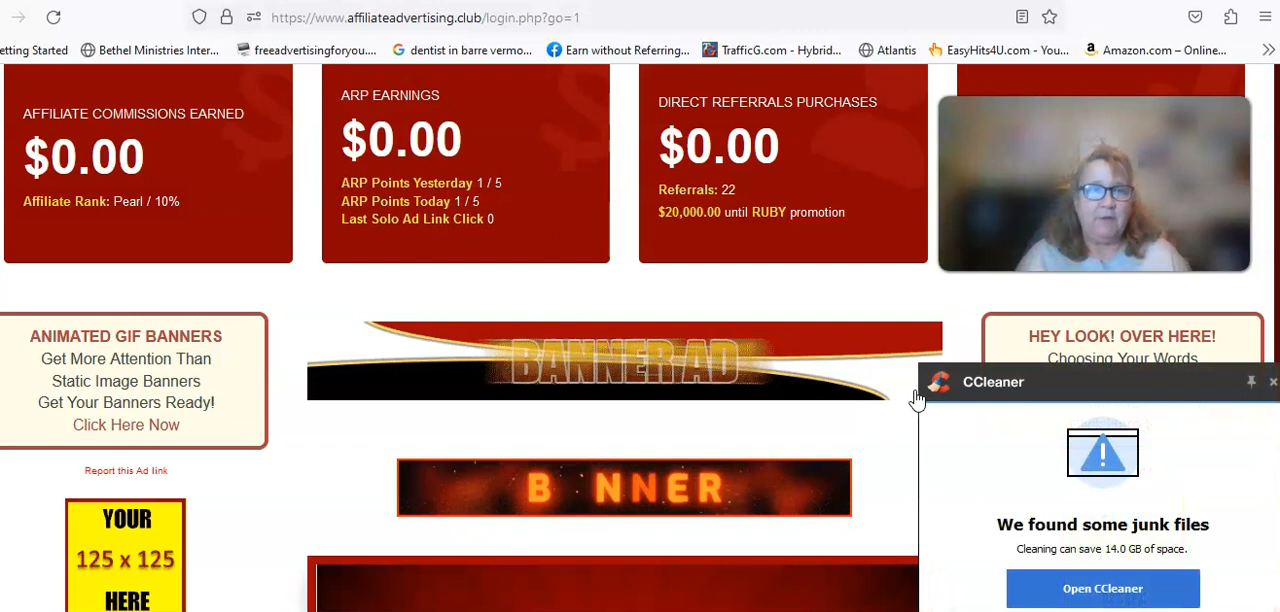 https://www.affiliateadvertising.club/login.php?go=1
etting Started
Bethel Ministries Inter...
freeadvertisingforyou....
dentist in barre vermo...
Earn without Referring...
TrafficG.com - Hybrid...
Atlantis
EasyHits4U.com - You...
Amazon.com – Online...
AFFILIATE COMMISSIONS EARNED
$0.00
Affiliate Rank: Pearl / 10%
ARP EARNINGS
$0.00
ARP Points Yesterday 1 / 5
ARP Points Today 1 / 5
Last Solo Ad Link Click 0
DIRECT REFERRALS PURCHASES
$0.00
Referrals: 22
$20,000.00 until RUBY promotion
ANIMATED GIF BANNERS
Get More Attention Than
Static Image Banners
Get Your Banners Ready!
Click Here Now
Report this Ad link
YOUR
125 x 125
HERE
BANNER AD
B NNER
HEY LOOK! OVER HERE!
Choosing Your Words
CCleaner
We found some junk files
Cleaning can save 14.0 GB of space.
Open CCleaner